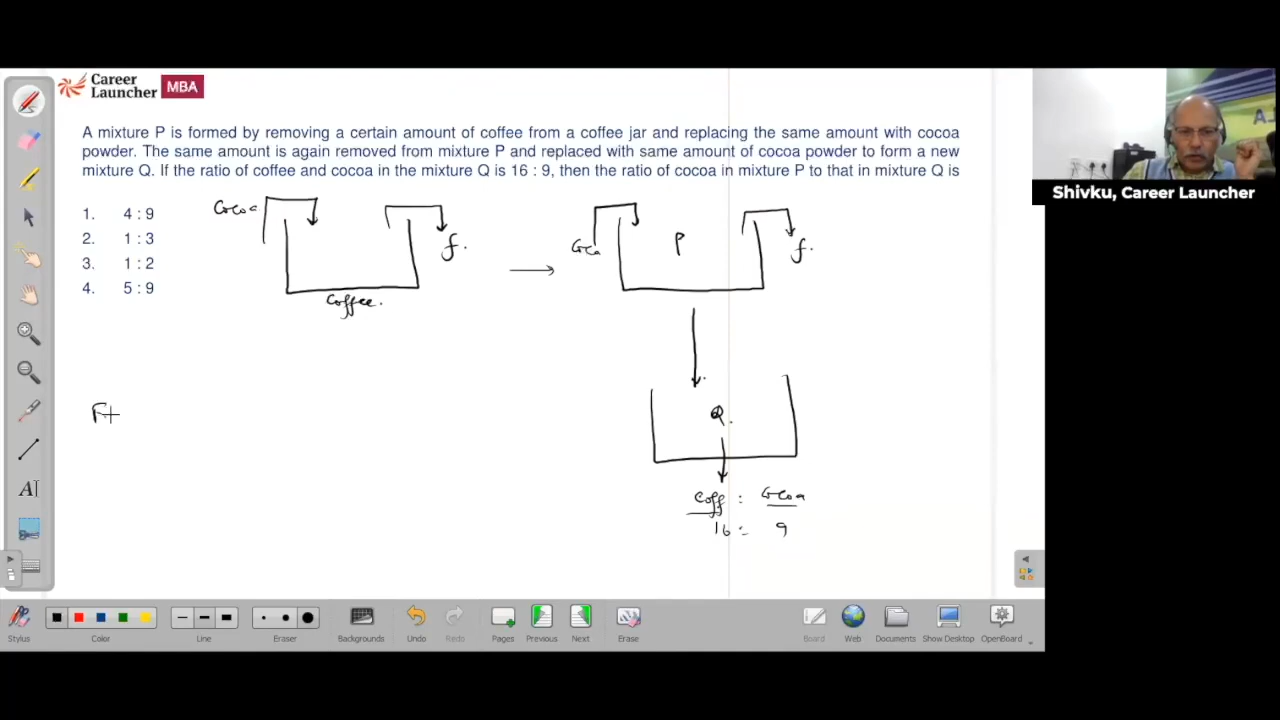 Career
Launcher MBA
A mixture P is formed by removing a certain amount of coffee from a coffee jar and replacing the same amount with cocoa
powder. The same amount is again removed from mixture P and replaced with same amount of cocoa powder to form a new
mixture Q. If the ratio of coffee and cocoa in the mixture Q is 16 : 9, then the ratio of cocoa in mixture P to that in mixture Q is
1. 4 : 9
2. 1 : 3
3. 1 : 2
4. 5 : 9
Cocoa
f.
Coffee.
P
f.
Q.
Coff : Cocoa
16 : 9
Shivku, Career Launcher
Stylus
Color
Line
Eraser
Backgrounds
Undo
Redo
Pages
Previous
Next
Erase
Board
Web
Documents
Show Desktop
OpenBoard